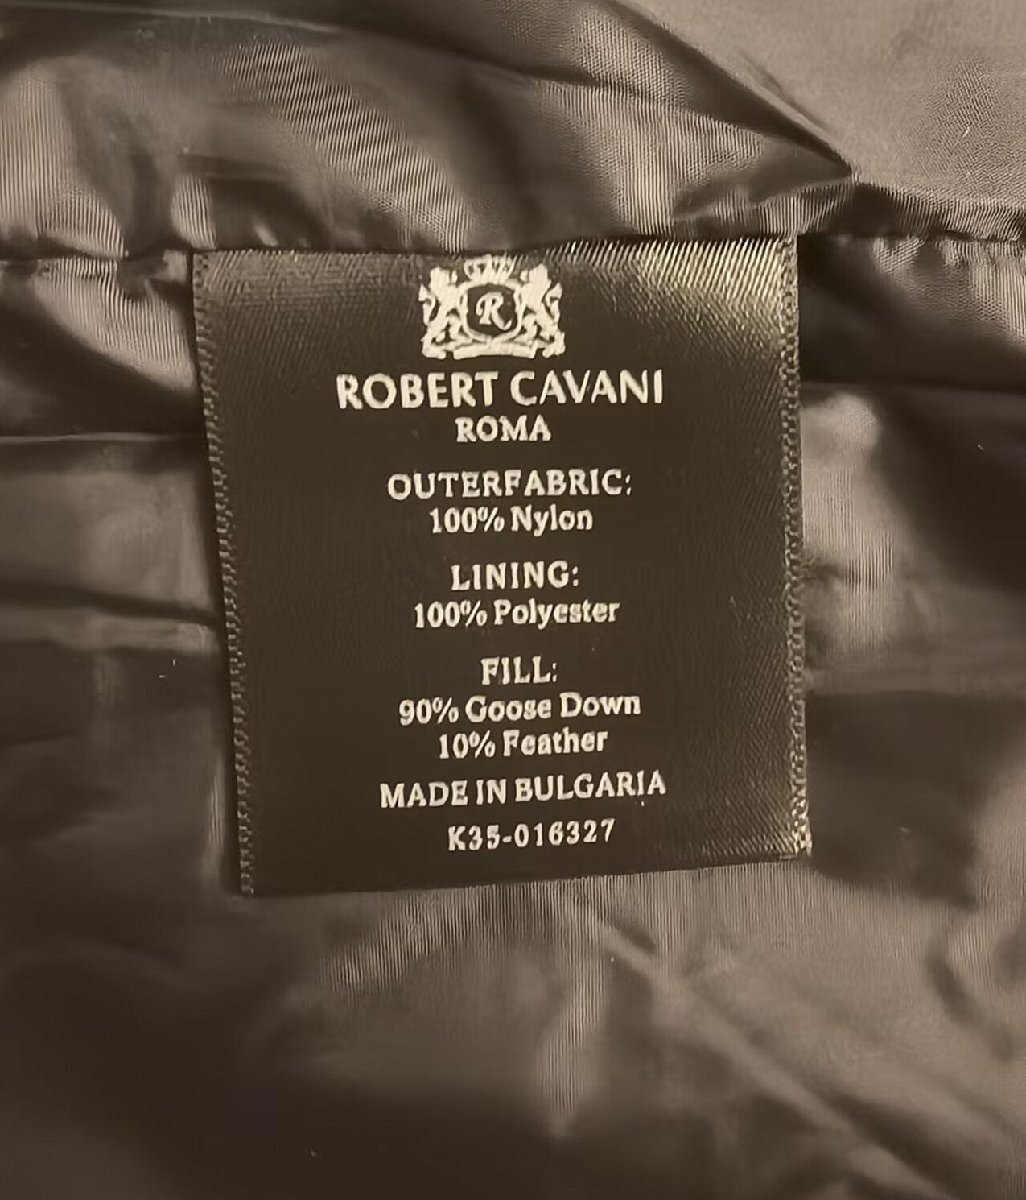 R
ROBERT CAVANI
ROMA
OUTERFABRIC:
100% Nylon
LINING:
100% Polyester
FILL:
90% Goose Down
10% Feather
MADE IN BULGARIA
K35-016327